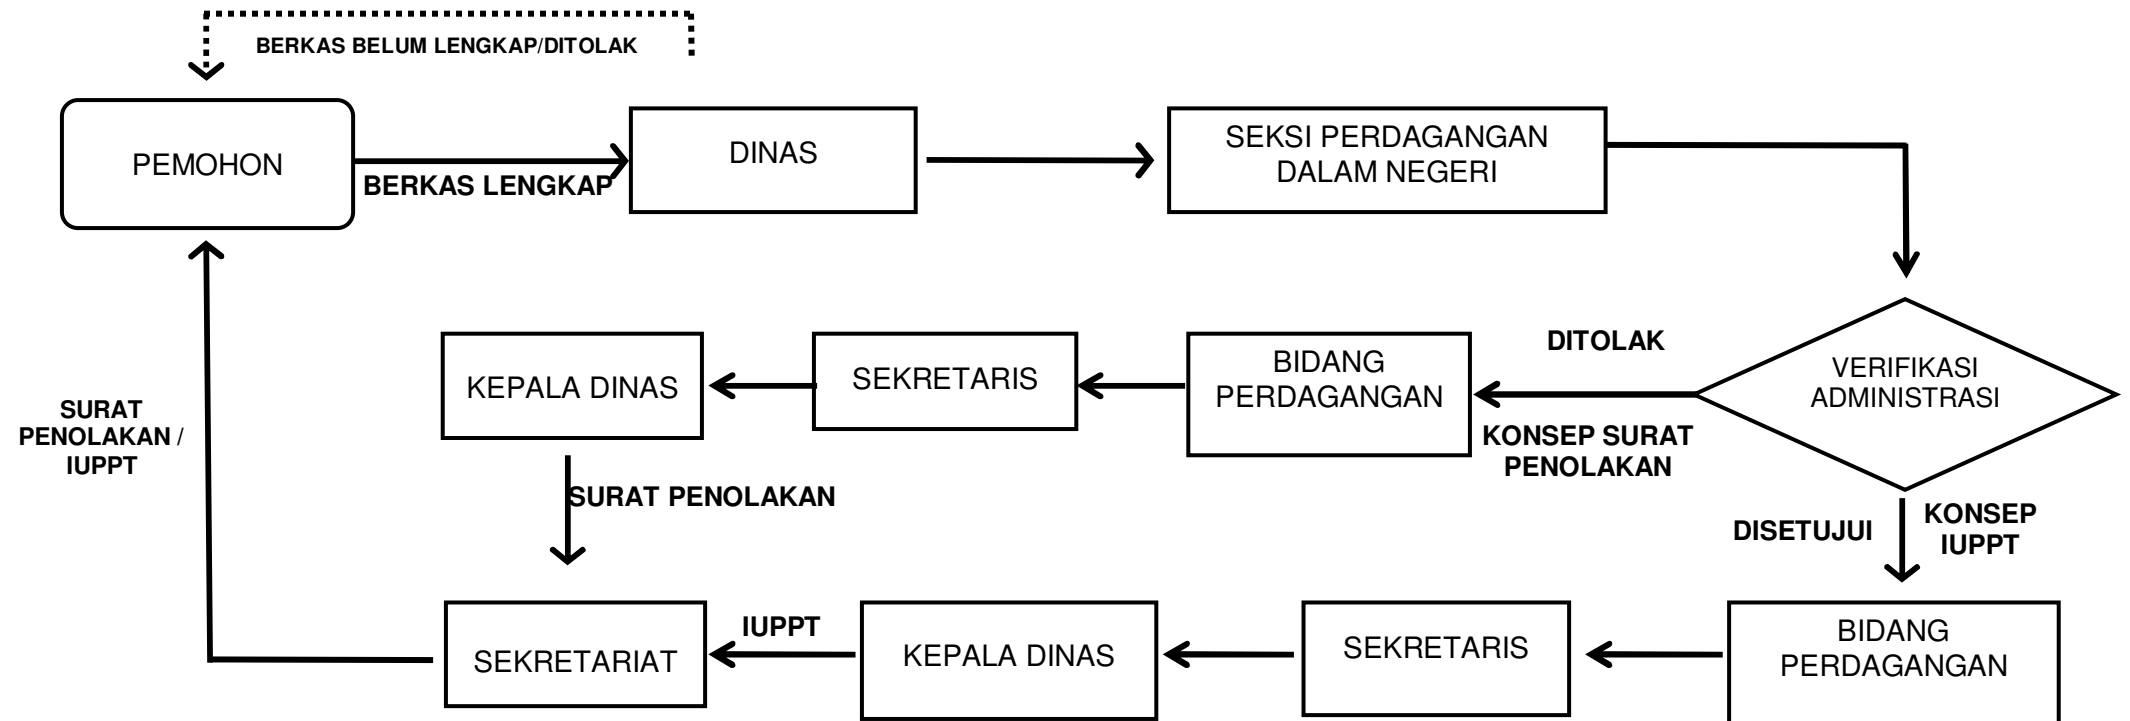 BERKAS BELUM LENGKAP/DITOLAK
PEMOHON
BERKAS LENGKAP
DINAS
SEKSI PERDAGANGAN
DALAM NEGERI
VERIFIKASI
ADMINISTRASI
DITOLAK
KONSEP SURAT
PENOLAKAN
BIDANG
PERDAGANGAN
SEKRETARIS
KEPALA DINAS
SURAT PENOLAKAN
SURAT
PENOLAKAN /
IUPPT
DISETUJUI
KONSEP
IUPPT
BIDANG
PERDAGANGAN
SEKRETARIS
KEPALA DINAS
IUPPT
SEKRETARIAT